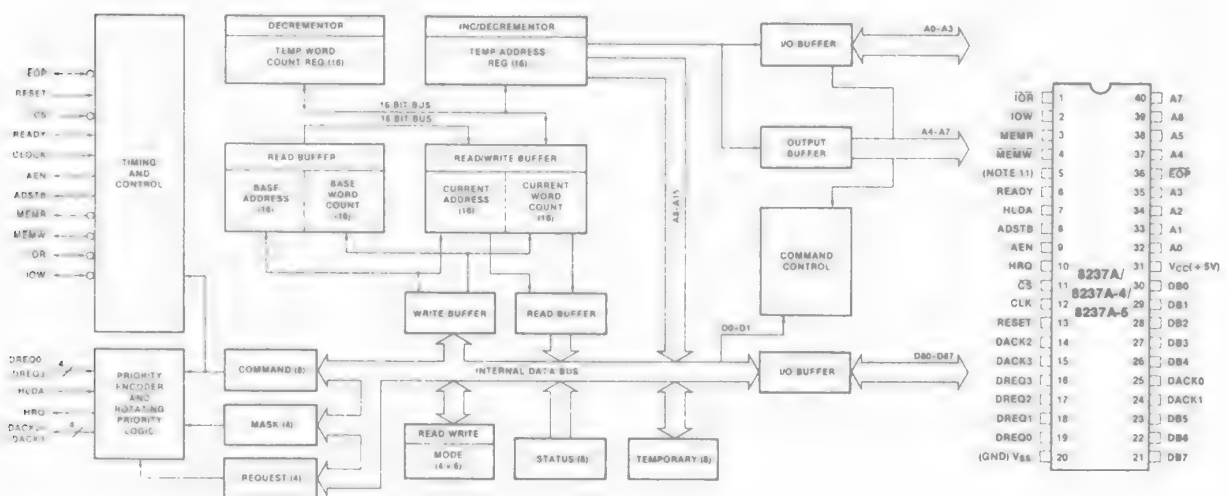 EOP
RESET
CS
READY
CLOCK
AEN
ADSTB
MEMR
MEMW
IOW
TIMING
AND
CONTROL
DECREMENTOR
TEMP WORD
COUNT REG (16)
INC/DECREMENTOR
TEMP ADDRESS
REG (16)
16 BIT BUS
16 BIT BUS
READ BUFFER
BASE
ADDRESS
(16)
BASE
WORD
COUNT
(16)
READ/WRITE BUFFER
CURRENT
ADDRESS
(16)
CURRENT
WORD
COUNT
(16)
A8-A15
I/O BUFFER
A0-A3
OUTPUT
BUFFER
A4-A7
COMMAND
CONTROL
WRITE BUFFER
READ BUFFER
D0-D1
INTERNAL DATA BUS
I/O BUFFER
DB0-DB7
DREQ0
DREQ3
4
HLDA
HRQ
DACK0
DACK3
4
PRIORITY
ENCODER
AND
ROTATING
PRIORITY
LOGIC
COMMAND (8)
MASK (4)
REQUEST (4)
READ WRITE
MODE
(4 × 6)
STATUS (8)
TEMPORARY (8)
IOR 1
IOW 2
MEMR 3
MEMW 4
(NOTE 11) 5
READY 6
HLDA 7
ADSTB 8
AEN 9
HRQ 10
CS 11
CLK 12
RESET 13
DACK2 14
DACK3 15
DREQ3 16
DREQ2 17
DREQ1 18
DREQ0 19
(GND) VSS 20
8237A/
8237A-4/
8237A-5
40 A7
39 A6
38 A5
37 A4
36 EOP
35 A3
34 A2
33 A1
32 A0
31 VCC(+5V)
30 DB0
29 DB1
28 DB2
27 DB3
26 DB4
25 DACK0
24 DACK1
23 DB5
22 DB6
21 DB7